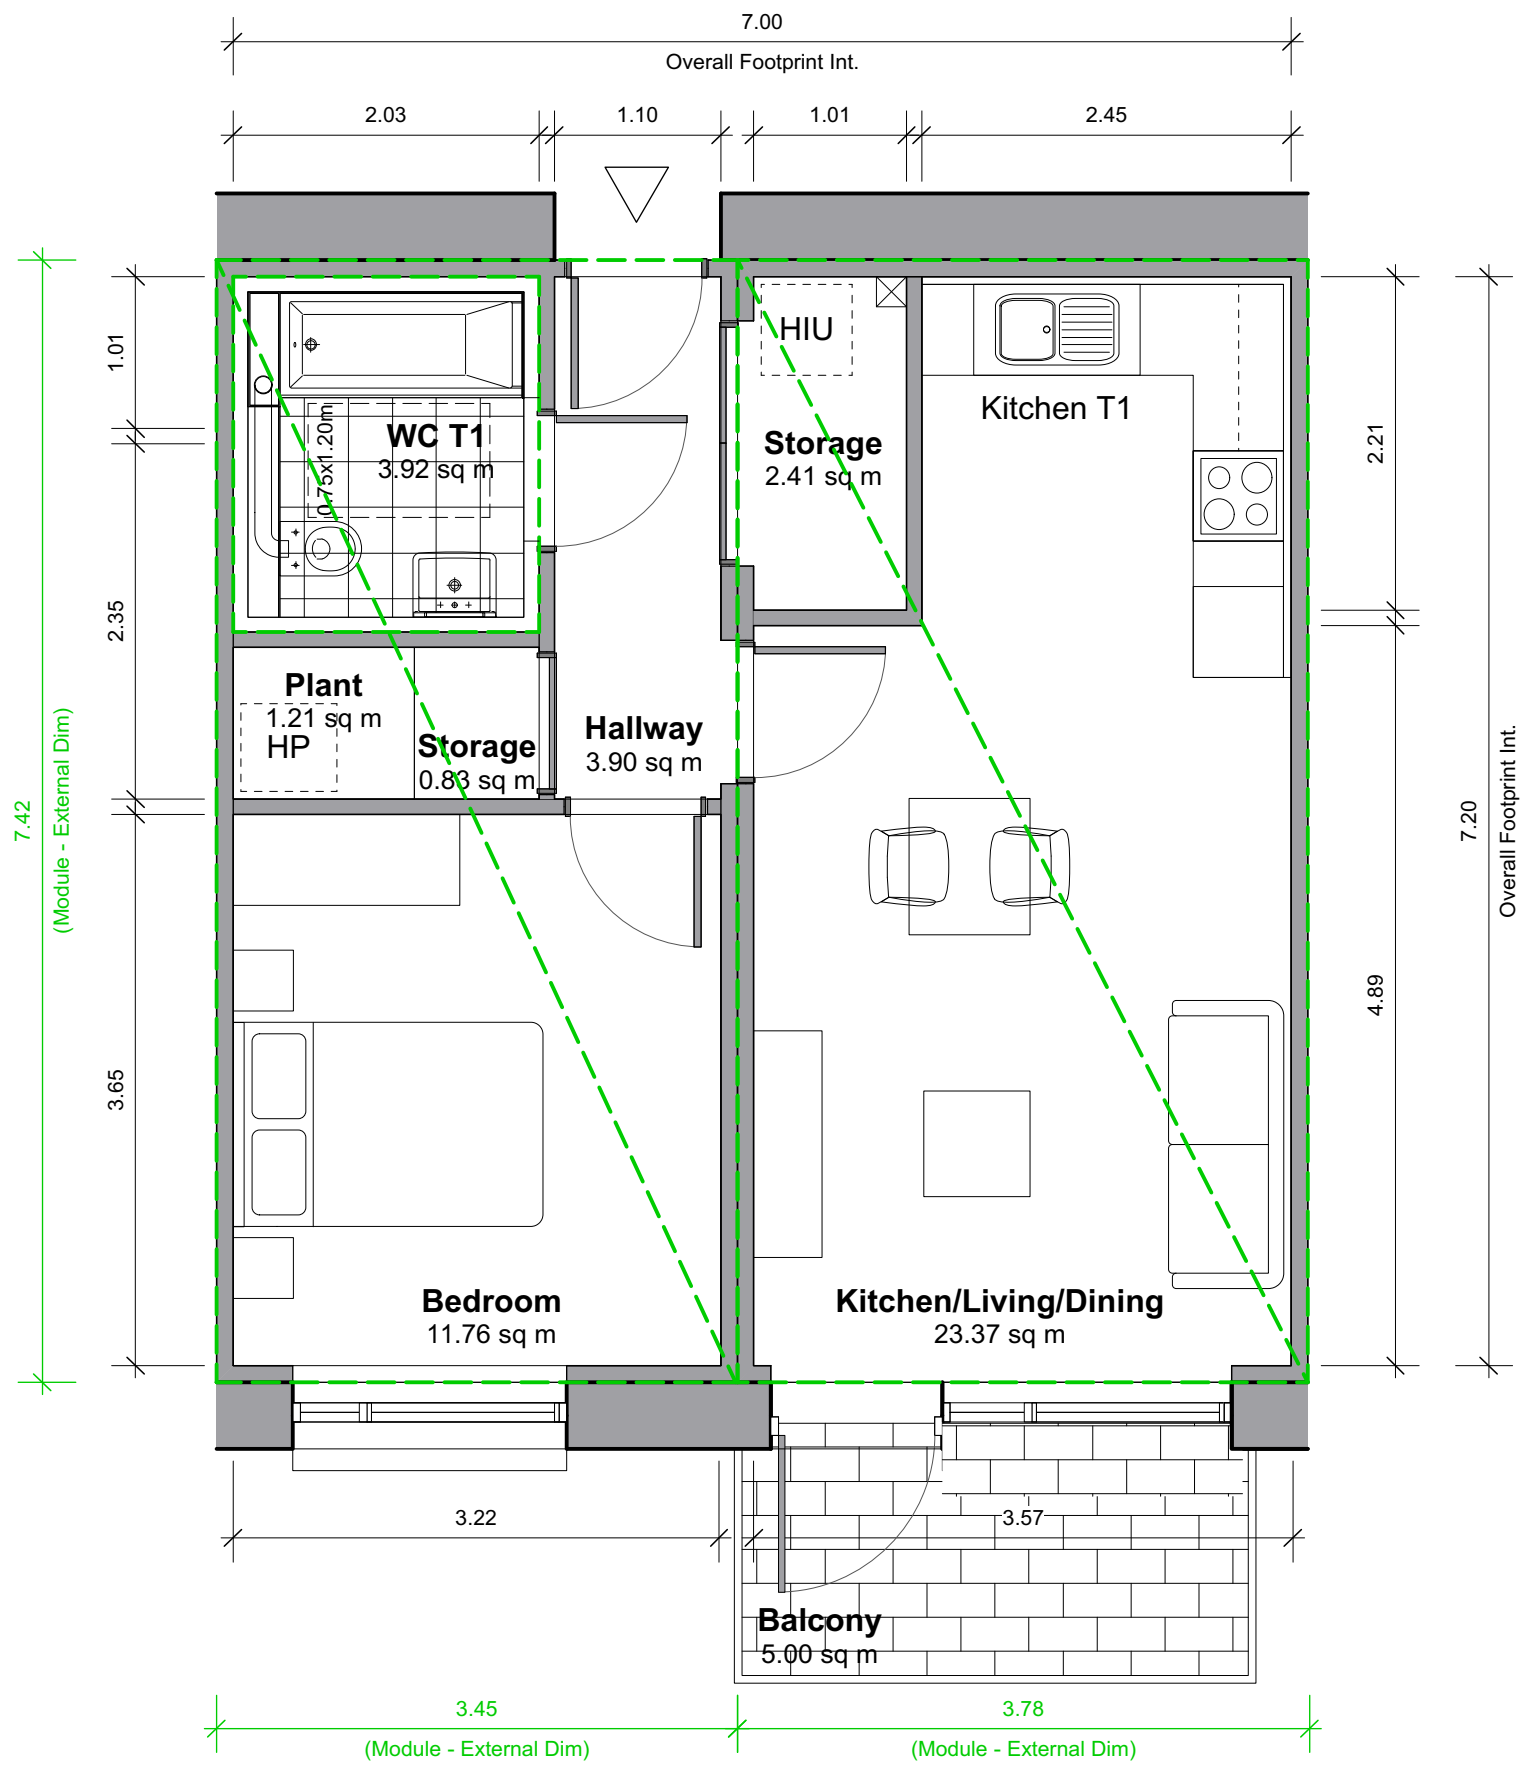 7.00
Overall Footprint Int.
2.03
1.10
1.01
2.45
HIU
Kitchen T1
WC T1
3.92 sq m
0.75x1.20m
Storage
2.41 sq m
1.01
2.35
3.65
7.42
(Module - External Dim)
2.21
4.89
7.20
Overall Footprint Int.
Plant
1.21 sq m
HP
Storage
0.83 sq m
Hallway
3.90 sq m
Bedroom
11.76 sq m
Kitchen/Living/Dining
23.37 sq m
3.22
3.57
Balcony
5.00 sq m
3.45
(Module - External Dim)
3.78
(Module - External Dim)